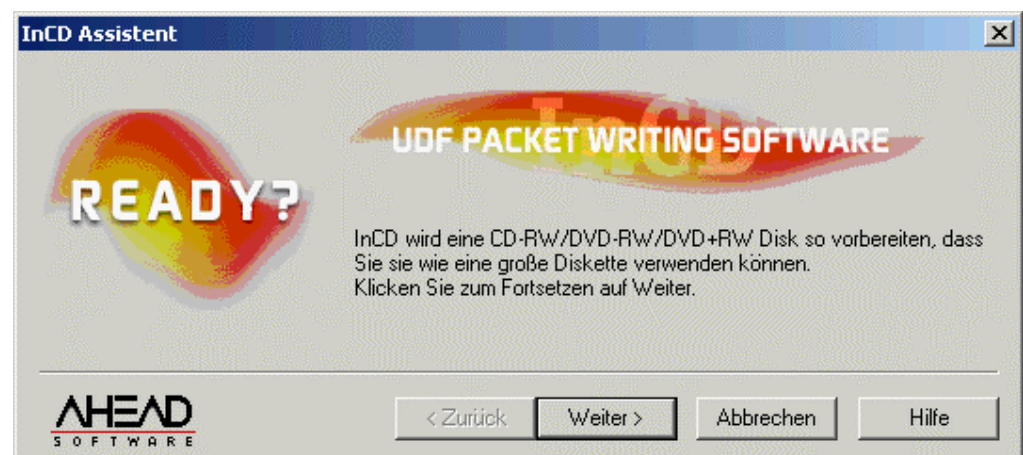 InCD Assistent
InCD
UDF PACKET WRITING SOFTWARE
READY?
InCD wird eine CD-RW/DVD-RW/DVD+RW Disk so vorbereiten, dass
Sie sie wie eine große Diskette verwenden können.
Klicken Sie zum Fortsetzen auf Weiter.
AHEAD
SOFTWARE
< Zurück
Weiter >
Abbrechen
Hilfe